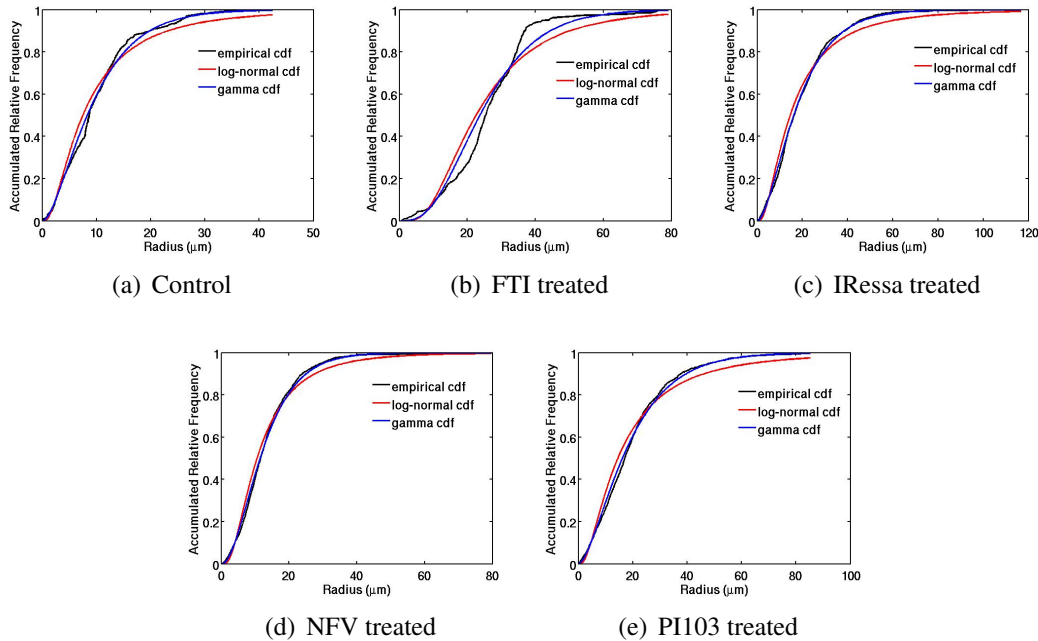 Accumulated Relative Frequency
1
0.8
0.6
0.4
0.2
0
0 10 20 30 40 50
Radius (μm)
empirical cdf
log-normal cdf
gamma cdf
(a) Control
Accumulated Relative Frequency
1
0.8
0.6
0.4
0.2
0
0 20 40 60 80
Radius (μm)
empirical cdf
log-normal cdf
gamma cdf
(b) FTI treated
Accumulated Relative Frequency
1
0.8
0.6
0.4
0.2
0
0 20 40 60 80 100 120
Radius (μm)
empirical cdf
log-normal cdf
gamma cdf
(c) IRessa treated
Accumulated Relative Frequency
1
0.8
0.6
0.4
0.2
0
0 20 40 60 80
Radius (μm)
empirical cdf
log-normal cdf
gamma cdf
(d) NFV treated
Accumulated Relative Frequency
1
0.8
0.6
0.4
0.2
0
0 20 40 60 80 100
Radius (μm)
empirical cdf
log-normal cdf
gamma cdf
(e) PI103 treated